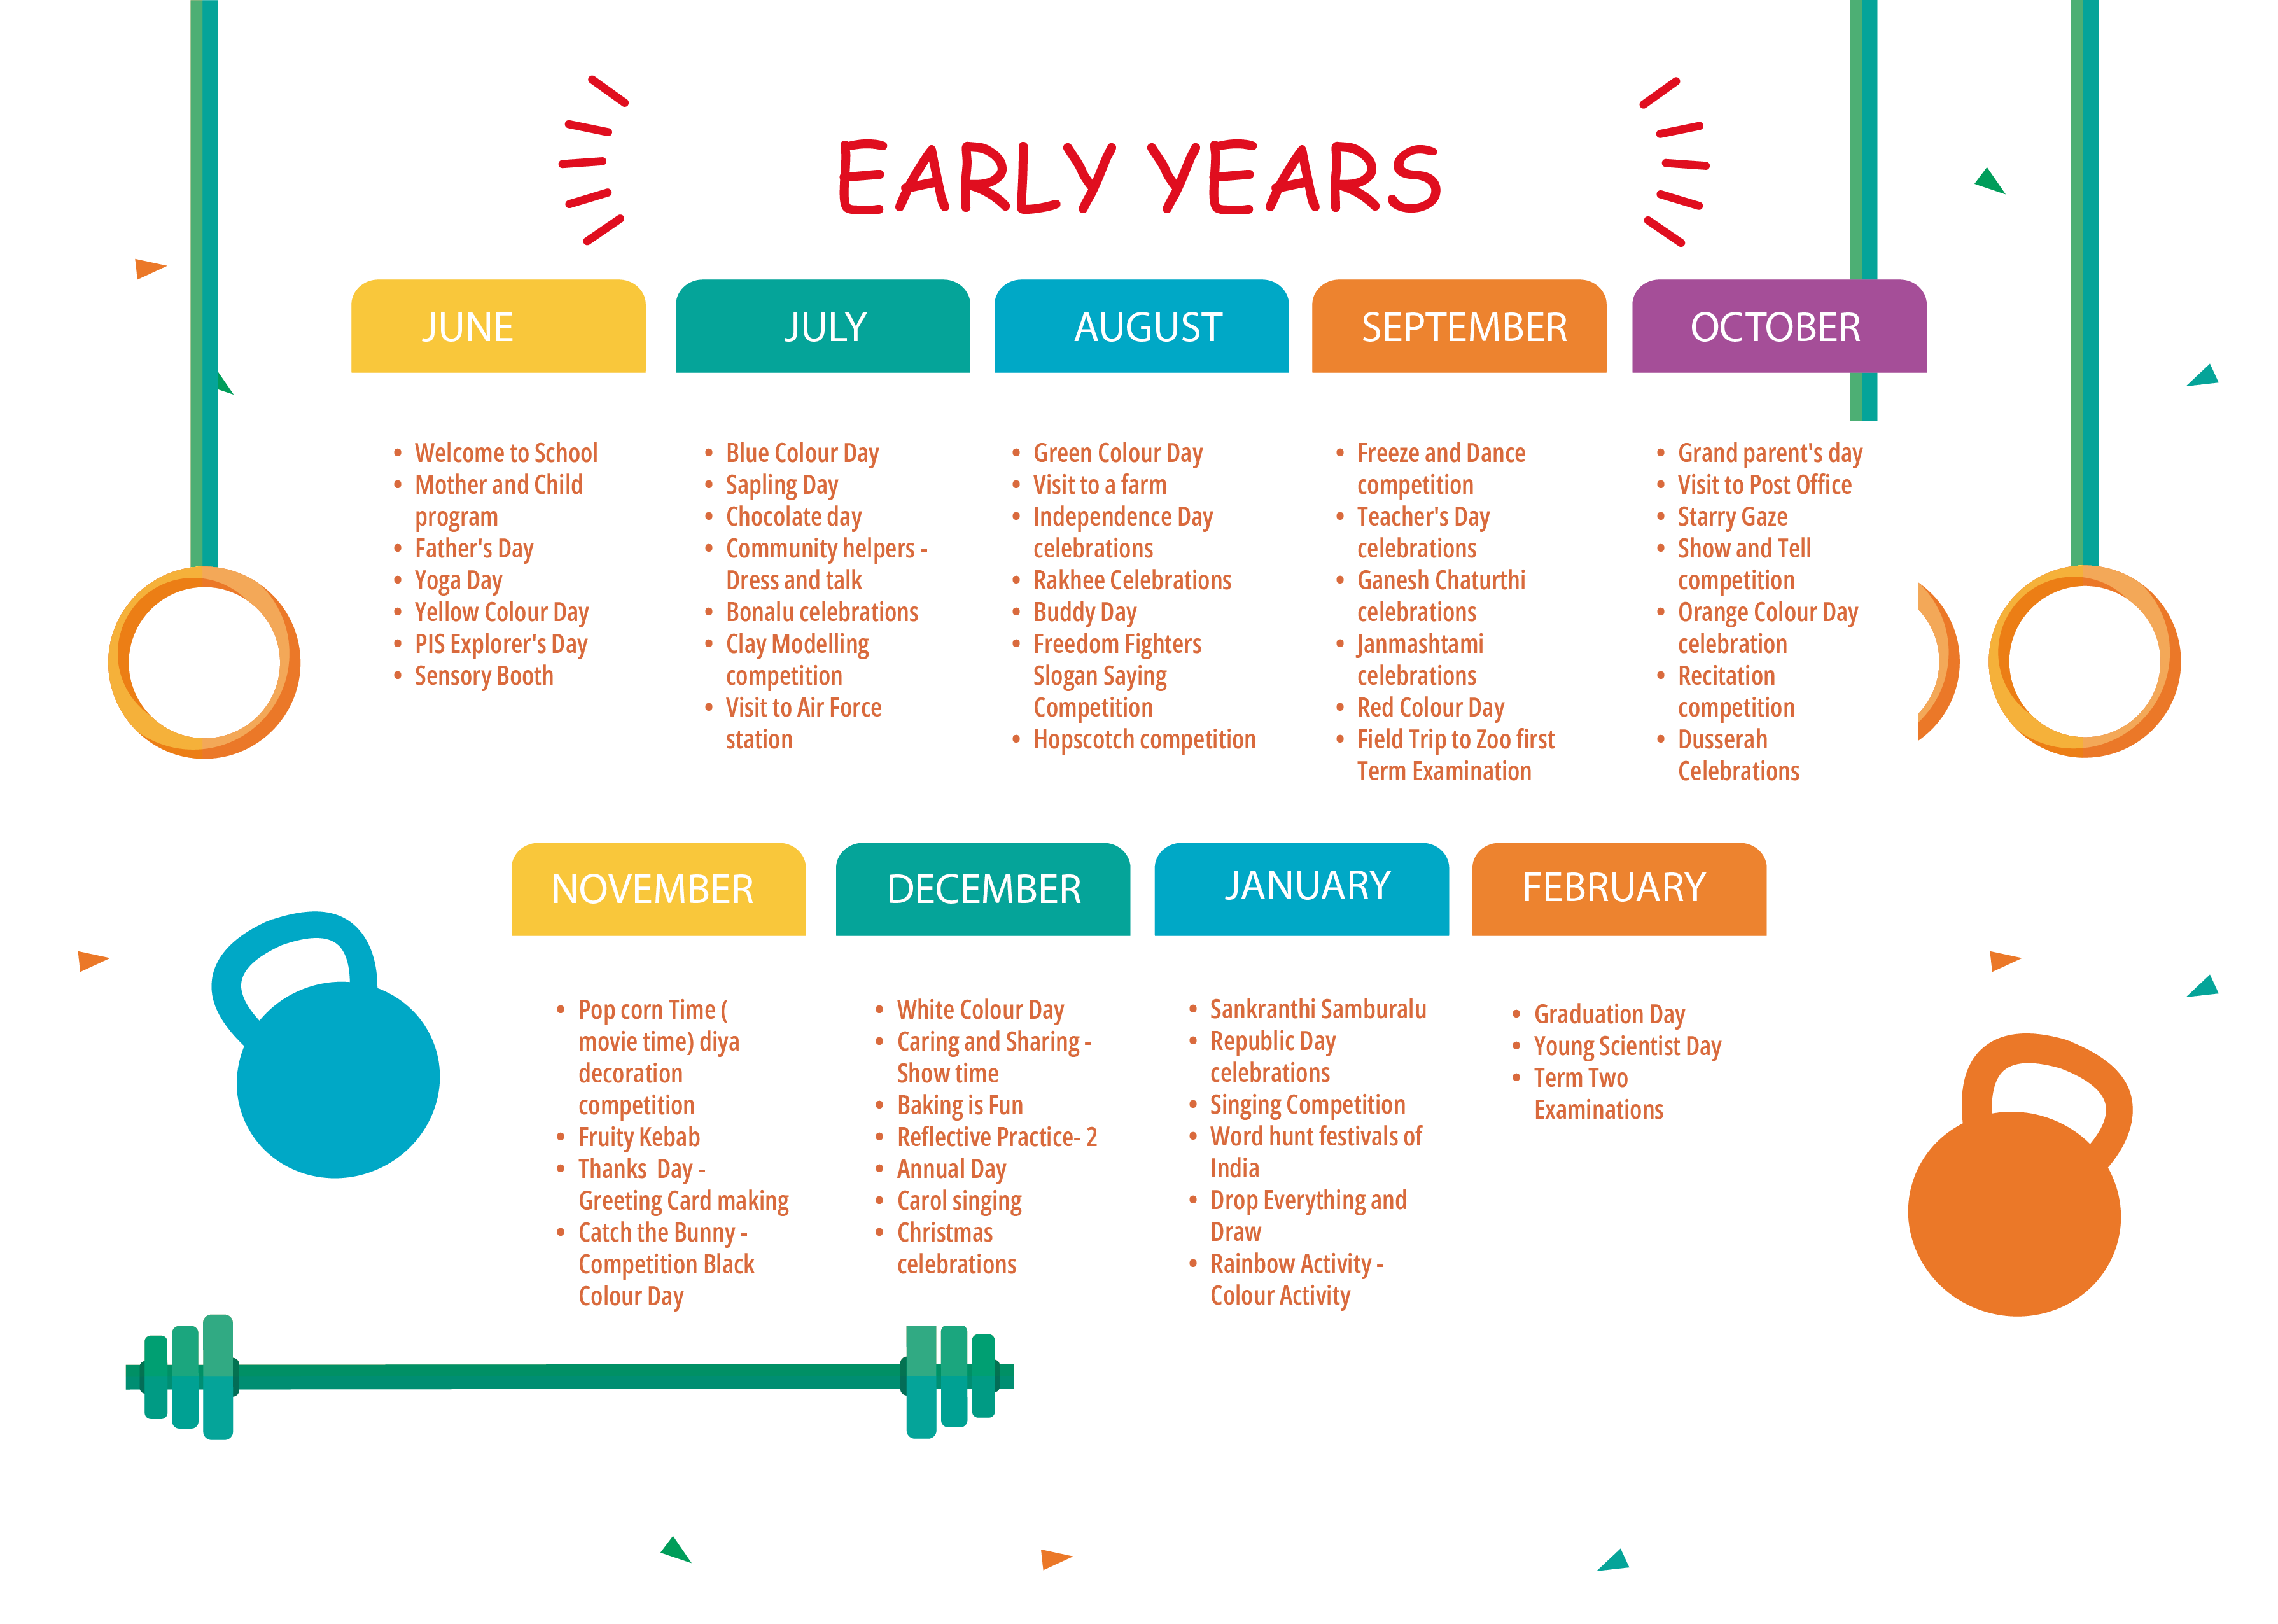 EARLY YEARS
JUNE
• Welcome to School
• Mother and Child
program
• Father's Day
• Yoga Day
• Yellow Colour Day
• PIS Explorer's Day
• Sensory Booth
JULY
• Blue Colour Day
• Sapling Day
• Chocolate day
• Community helpers -
Dress and talk
• Bonalu celebrations
• Clay Modelling
competition
• Visit to Air Force
station
AUGUST
• Green Colour Day
• Visit to a farm
• Independence Day
celebrations
• Rakhee Celebrations
• Buddy Day
• Freedom Fighters
Slogan Saying
Competition
• Hopscotch competition
SEPTEMBER
• Freeze and Dance
competition
• Teacher's Day
celebrations
• Ganesh Chaturthi
celebrations
• Janmashtami
celebrations
• Red Colour Day
• Field Trip to Zoo first
Term Examination
OCTOBER
• Grand parent's day
• Visit to Post Office
• Starry Gaze
• Show and Tell
competition
• Orange Colour Day
celebration
• Recitation
competition
• Dusserah
Celebrations
NOVEMBER
• Pop corn Time (
movie time) diya
decoration
competition
• Fruity Kebab
• Thanks  Day -
Greeting Card making
• Catch the Bunny -
Competition Black
Colour Day
DECEMBER
• White Colour Day
• Caring and Sharing -
Show time
• Baking is Fun
• Reflective Practice- 2
• Annual Day
• Carol singing
• Christmas
celebrations
JANUARY
• Sankranthi Samburalu
• Republic Day
celebrations
• Singing Competition
• Word hunt festivals of
India
• Drop Everything and
Draw
• Rainbow Activity -
Colour Activity
FEBRUARY
• Graduation Day
• Young Scientist Day
• Term Two
Examinations